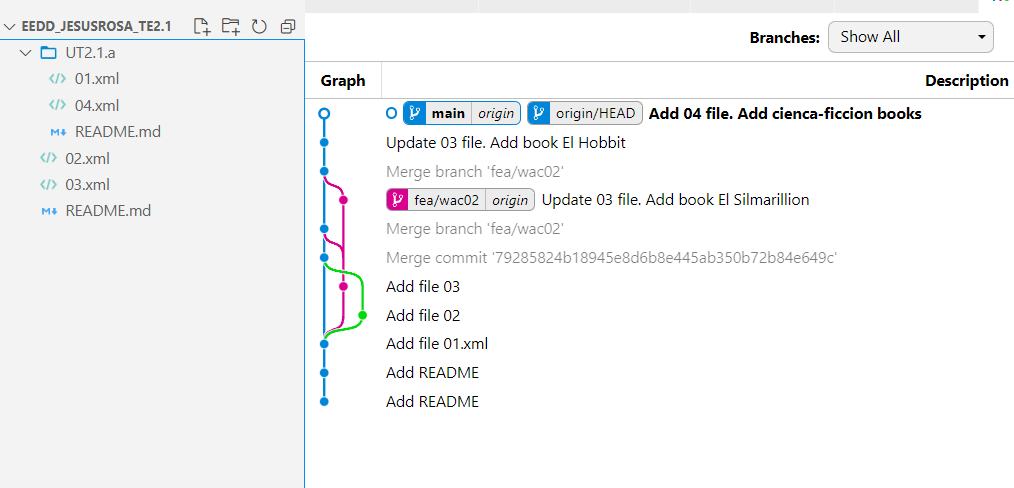 EEDD_JESUSROSA_TE2.1
UT2.1.a
01.xml
04.xml
README.md
02.xml
03.xml
README.md
Branches: Show All
Graph Description
main origin origin/HEAD Add 04 file. Add cienca-ficcion books
Update 03 file. Add book El Hobbit
Merge branch 'fea/wac02'
fea/wac02 origin Update 03 file. Add book El Silmarillion
Merge branch 'fea/wac02'
Merge commit '79285824b18945e8d6b8e445ab350b72b84e649c'
Add file 03
Add file 02
Add file 01.xml
Add README
Add README